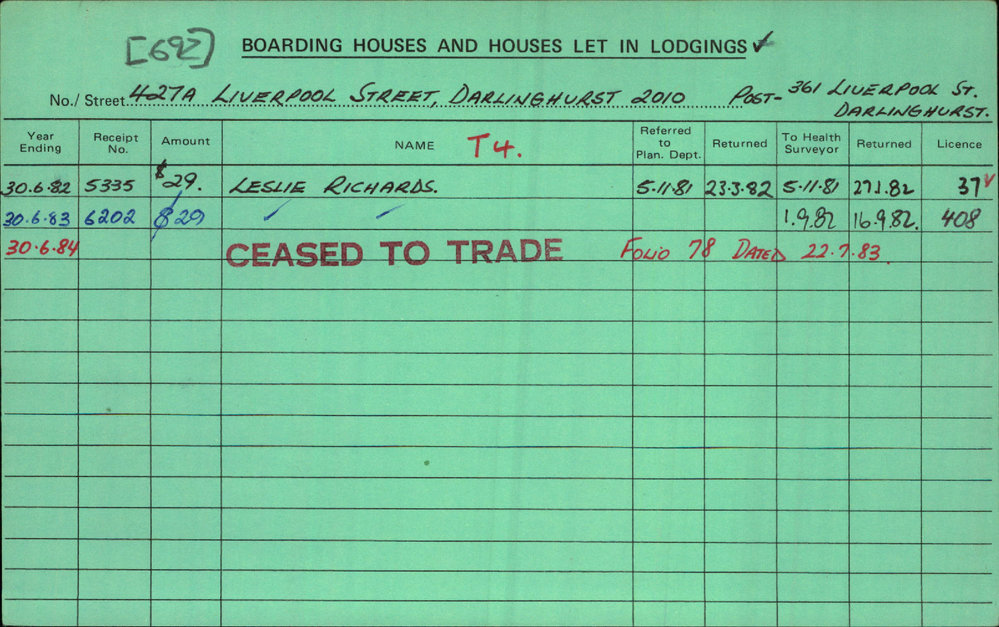 [692] BOARDING HOUSES AND HOUSES LET IN LODGINGS ✓
No./ Street 427A LIVERPOOL STREET, DARLINGHURST 2010 POST- 361 LIVERPOOL ST.
DARLINGHURST.
Year Ending Receipt No. Amount NAME T4. Referred to Plan. Dept. Returned To Health Surveyor Returned Licence
30.6.82 5335 $29. LESLIE RICHARDS. 5.11.81 23.3.82 5.11.81 27.1.82 37 ✓
30.6.83 6202 $29 ✓ ✓ 1.9.82 16.9.82. 408
30.6.84 CEASED TO TRADE FOLIO 78 DATED 22.7.83.